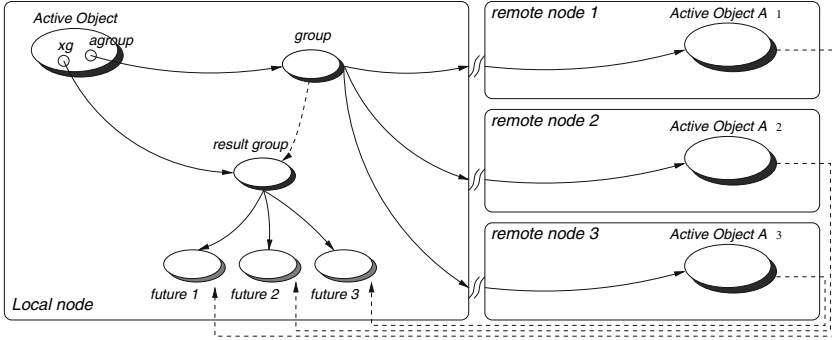 Active Object
xg
agroup
group
result group
future 1
future 2
future 3
Local node
remote node 1
Active Object A 1
remote node 2
Active Object A 2
remote node 3
Active Object A 3